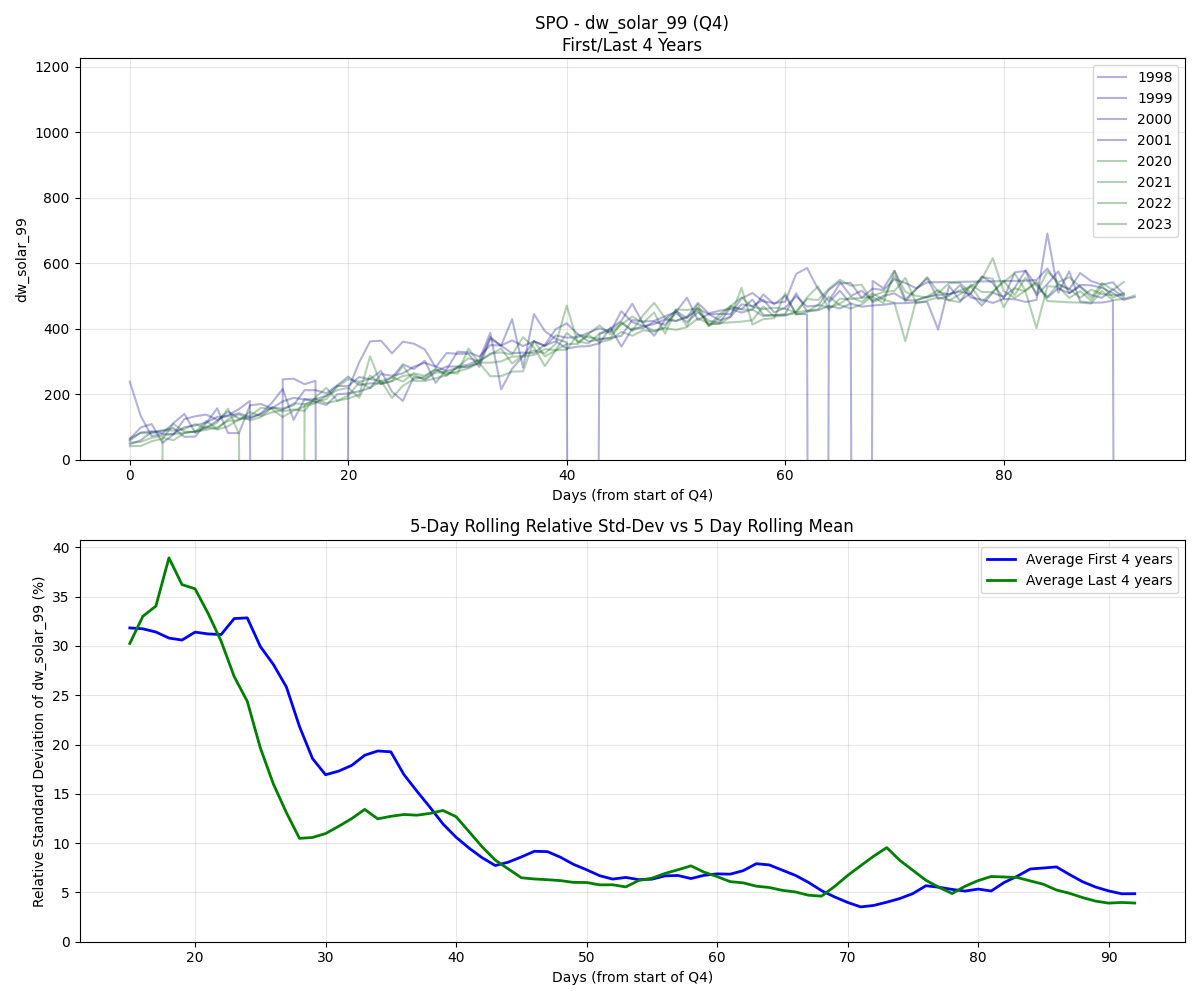 SPO - dw_solar_99 (Q4)
First/Last 4 Years
dw_solar_99
1200
1000
800
600
400
200
0
1998
1999
2000
2001
2020
2021
2022
2023
0 20 40 60 80
Days (from start of Q4)
5-Day Rolling Relative Std-Dev vs 5 Day Rolling Mean
Relative Standard Deviation of dw_solar_99 (%)
40
35
30
25
20
15
10
5
0
Average First 4 years
Average Last 4 years
20 30 40 50 60 70 80 90
Days (from start of Q4)